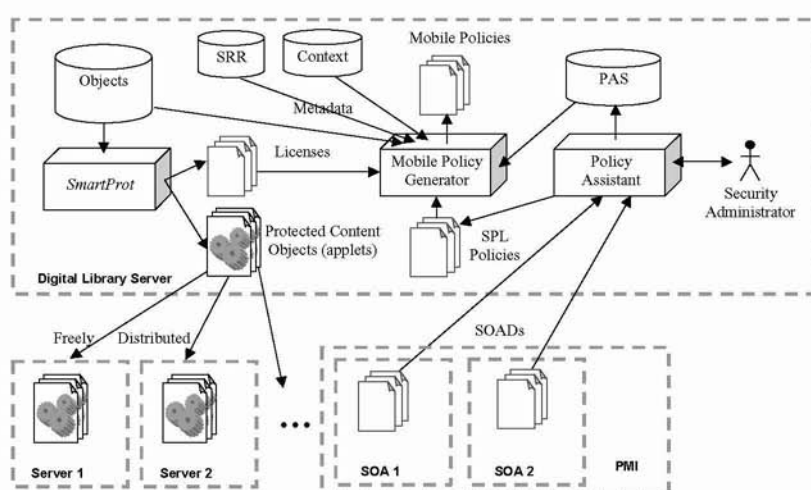 Mobile Policies
SRR
Context
Objects
PAS
Metadata
Licenses
SmartProt
Mobile Policy
Generator
Policy
Assistant
Security
Administrator
Protected Content
Objects (applets)
SPL
Policies
Digital Library Server
SOADs
Freely
Distributed
...
Server 1
Server 2
SOA 1
SOA 2
PMI